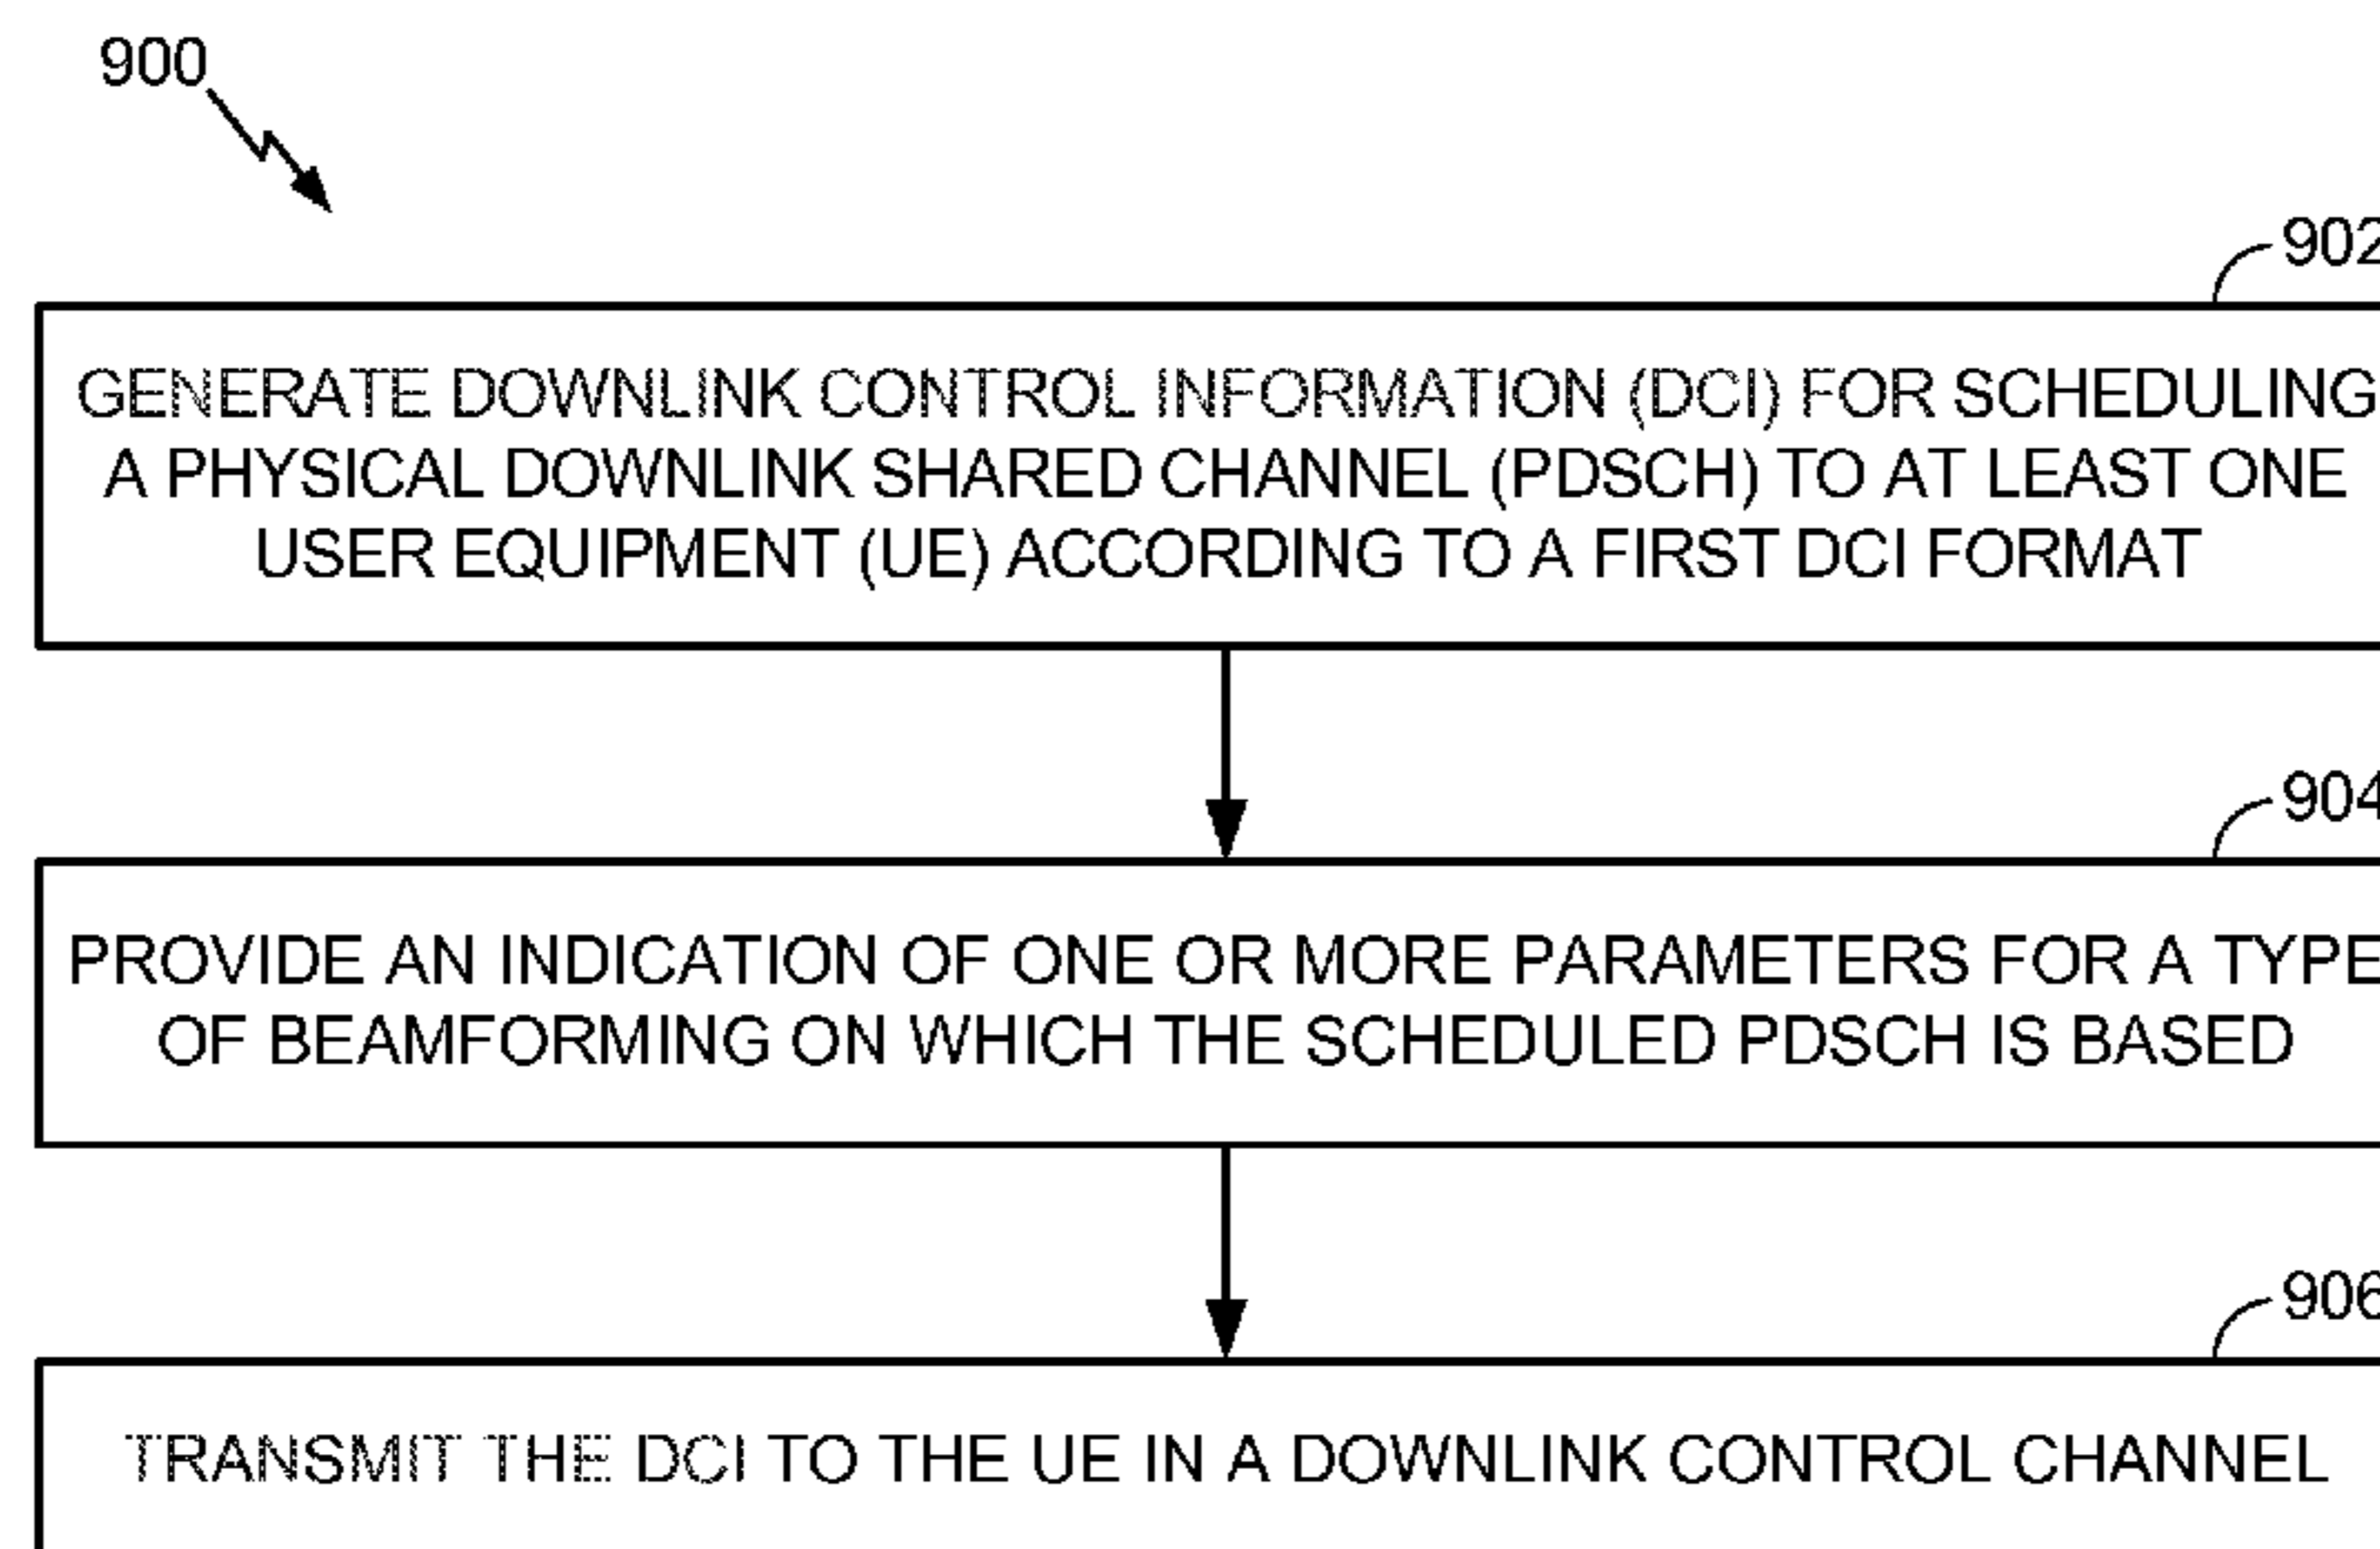 900
902
GENERATE DOWNLINK CONTROL INFORMATION (DCI) FOR SCHEDULING
A PHYSICAL DOWNLINK SHARED CHANNEL (PDSCH) TO AT LEAST ONE
USER EQUIPMENT (UE) ACCORDING TO A FIRST DCI FORMAT
904
PROVIDE AN INDICATION OF ONE OR MORE PARAMETERS FOR A TYPE
OF BEAMFORMING ON WHICH THE SCHEDULED PDSCH IS BASED
906
TRANSMIT THE DCI TO THE UE IN A DOWNLINK CONTROL CHANNEL